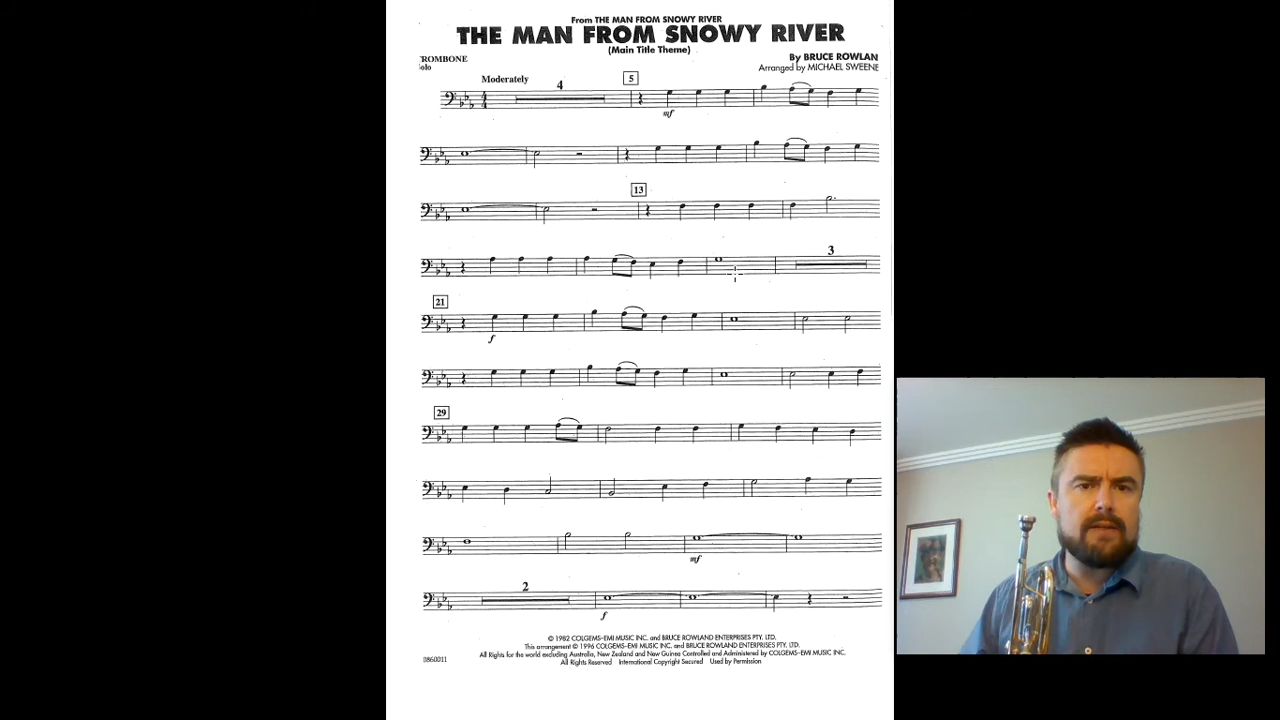 From THE MAN FROM SNOWY RIVER
THE MAN FROM SNOWY RIVER
(Main Title Theme)
TROMBONE
Solo
By BRUCE ROWLAN
Arranged by MICHAEL SWEENE
Moderately
4
5
mf
13
3
21
f
29
mf
2
f
© 1982 COLGEMS-EMI MUSIC INC. and BRUCE ROWLAND ENTERPRISES PTY. LTD.
This arrangement © 1996 COLGEMS-EMI MUSIC INC. and BRUCE ROWLAND ENTERPRISES PTY. LTD.
All Rights for the world excluding Australia, New Zealand and New Guinea Controlled and Administered by COLGEMS-EMI MUSIC INC.
All Rights Reserved International Copyright Secured Used by Permission
0860011